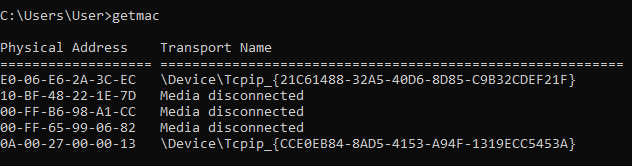 C:\Users\User>getmac
Physical Address    Transport Name
=================== ==========================================================
E0-06-E6-2A-3C-EC   \Device\Tcpip_{21C61488-32A5-40D6-8D85-C9B32CDEF21F}
10-BF-48-22-1E-7D   Media disconnected
00-FF-B6-98-A1-CC   Media disconnected
00-FF-65-99-06-82   Media disconnected
0A-00-27-00-00-13   \Device\Tcpip_{CCE0EB84-8AD5-4153-A94F-1319ECC5453A}